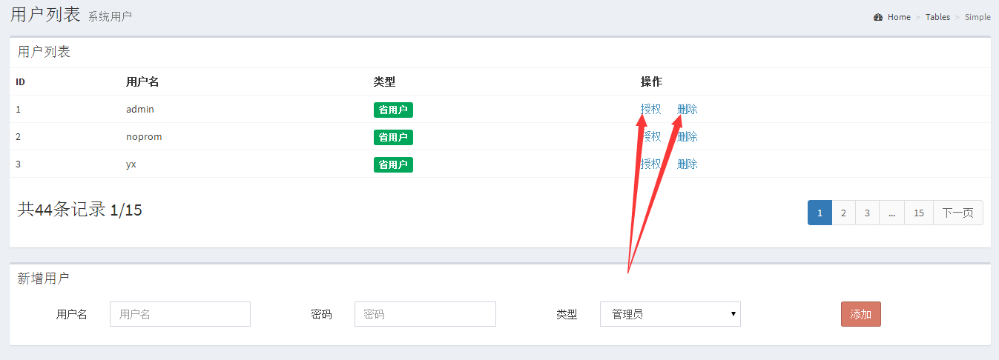 用户列表 系统用户
Home > Tables > Simple
用户列表
ID 用户名 类型 操作
1 admin 省用户 授权 删除
2 noprom 省用户 授权 删除
3 yx 省用户 授权 删除
共44条记录 1/15
1 2 3 ... 15 下一页
新增用户
用户名 用户名 密码 密码 类型 管理员 添加